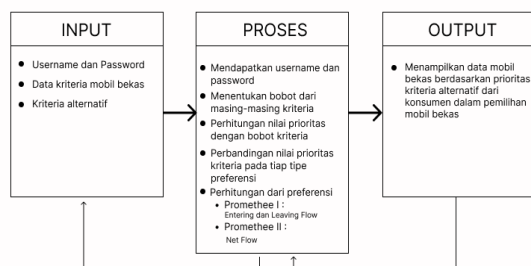 INPUT
Username dan Password
Data kriteria mobil bekas
Kriteria alternatif
PROSES
Mendapatkan username dan
password
Menentukan bobot dari
masing-masing kriteria
Perhitungan nilai prioritas
dengan bobot kriteria
Perbandingan nilai prioritas
kriteria pada tiap tipe
preferensi
Perhitungan dari preferensi
Promethee I :
Entering dan Leaving Flow
Promethee II :
Net Flow
OUTPUT
Menampilkan data mobil
bekas berdasarkan prioritas
kriteria alternatif dari
konsumen dalam pemilihan
mobil bekas